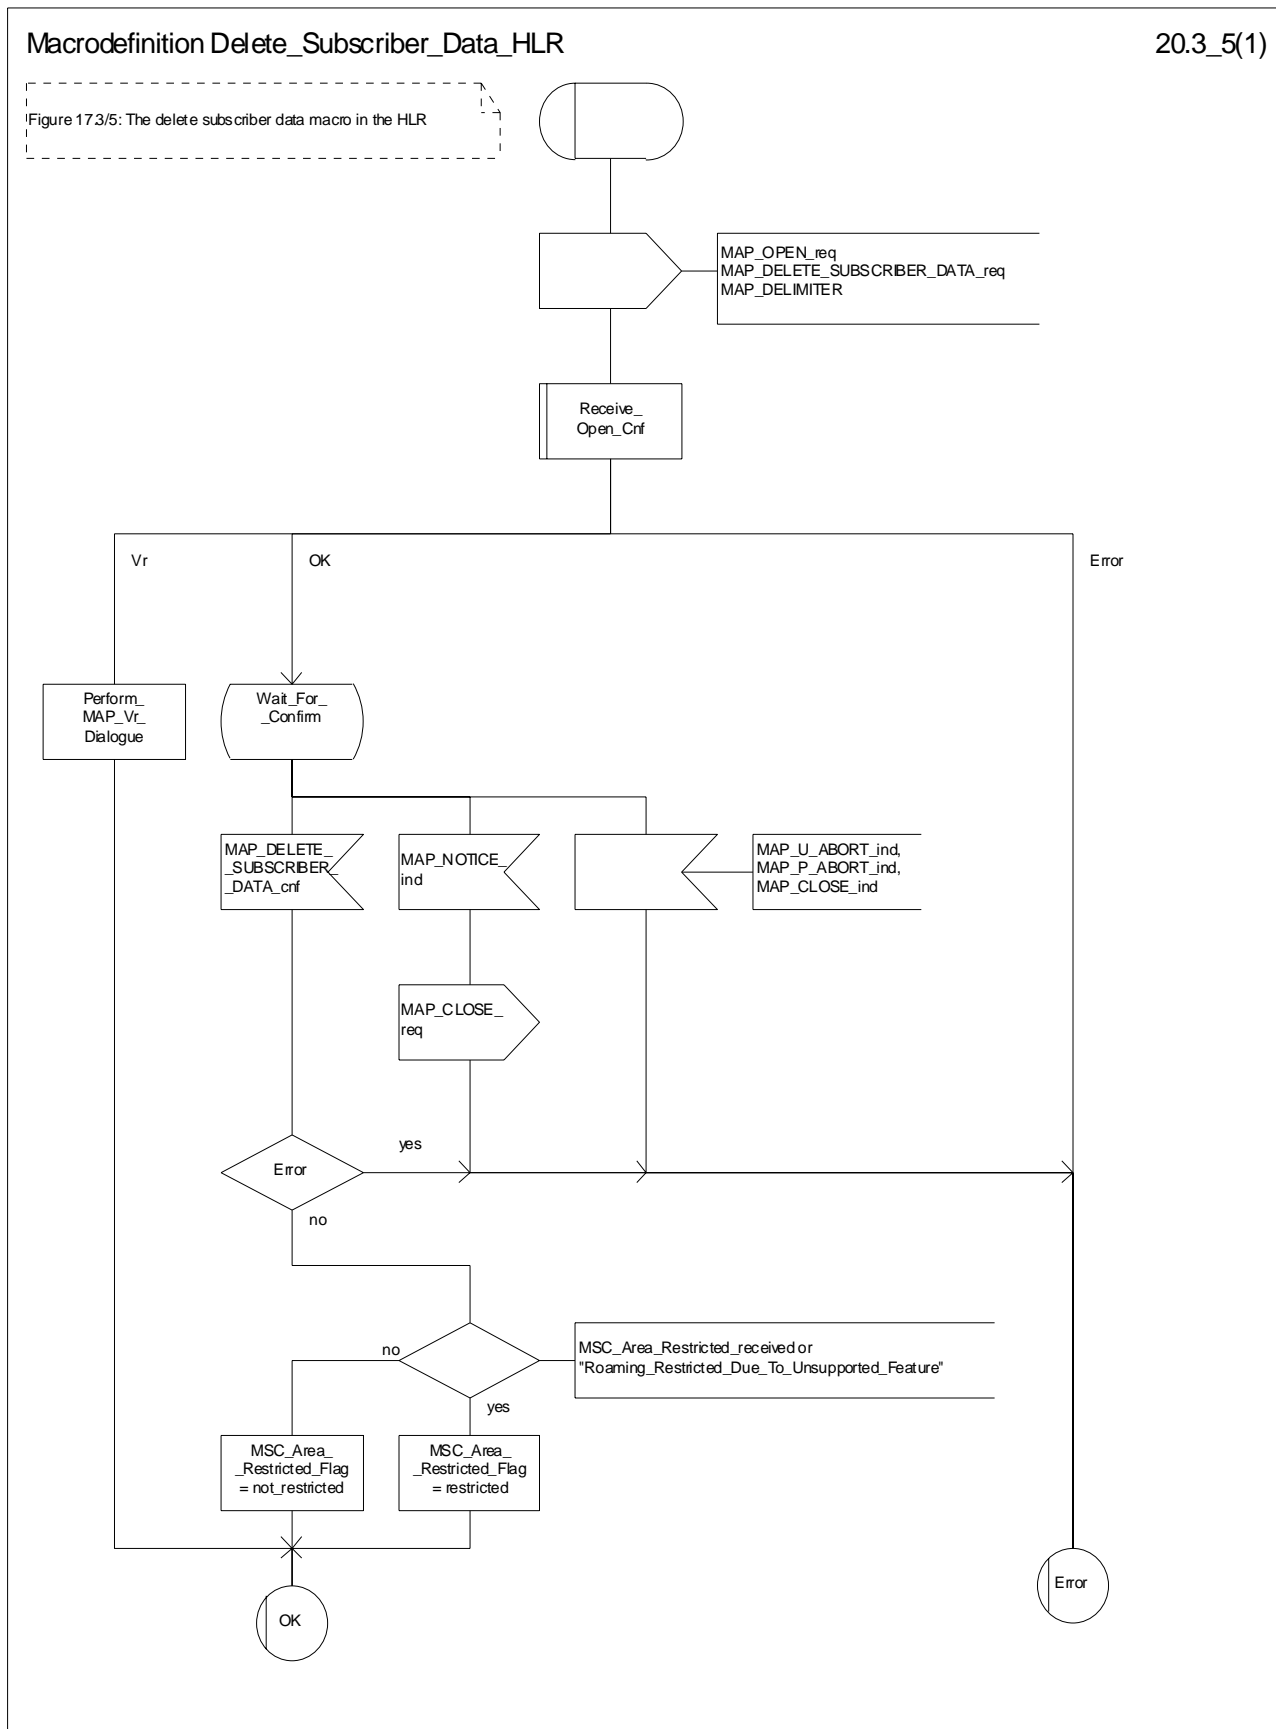 Macrodefinition Delete_Subscriber_Data_HLR
20.3_5(1)
Figure 17.3/5: The delete subscriber data macro in the HLR
MAP_OPEN_req
MAP_DELETE_SUBSCRIBER_DATA_req
MAP_DELIMITER
Receive_
Open_Cnf
Vr
OK
Error
Perform_
MAP_Vr_
Dialogue
Wait_For_
_Confirm
MAP_DELETE_
_SUBSCRIBER_
_DATA_cnf
MAP_NOTICE_
ind
MAP_U_ABORT_ind,
MAP_P_ABORT_ind,
MAP_CLOSE_ind
MAP_CLOSE_
req
Error
yes
no
no
MSC_Area_Restricted_received or
"Roaming_Restricted_Due_To_Unsupported_Feature"
yes
MSC_Area_
_Restricted_Flag
= not_restricted
MSC_Area_
_Restricted_Flag
= restricted
OK
Error